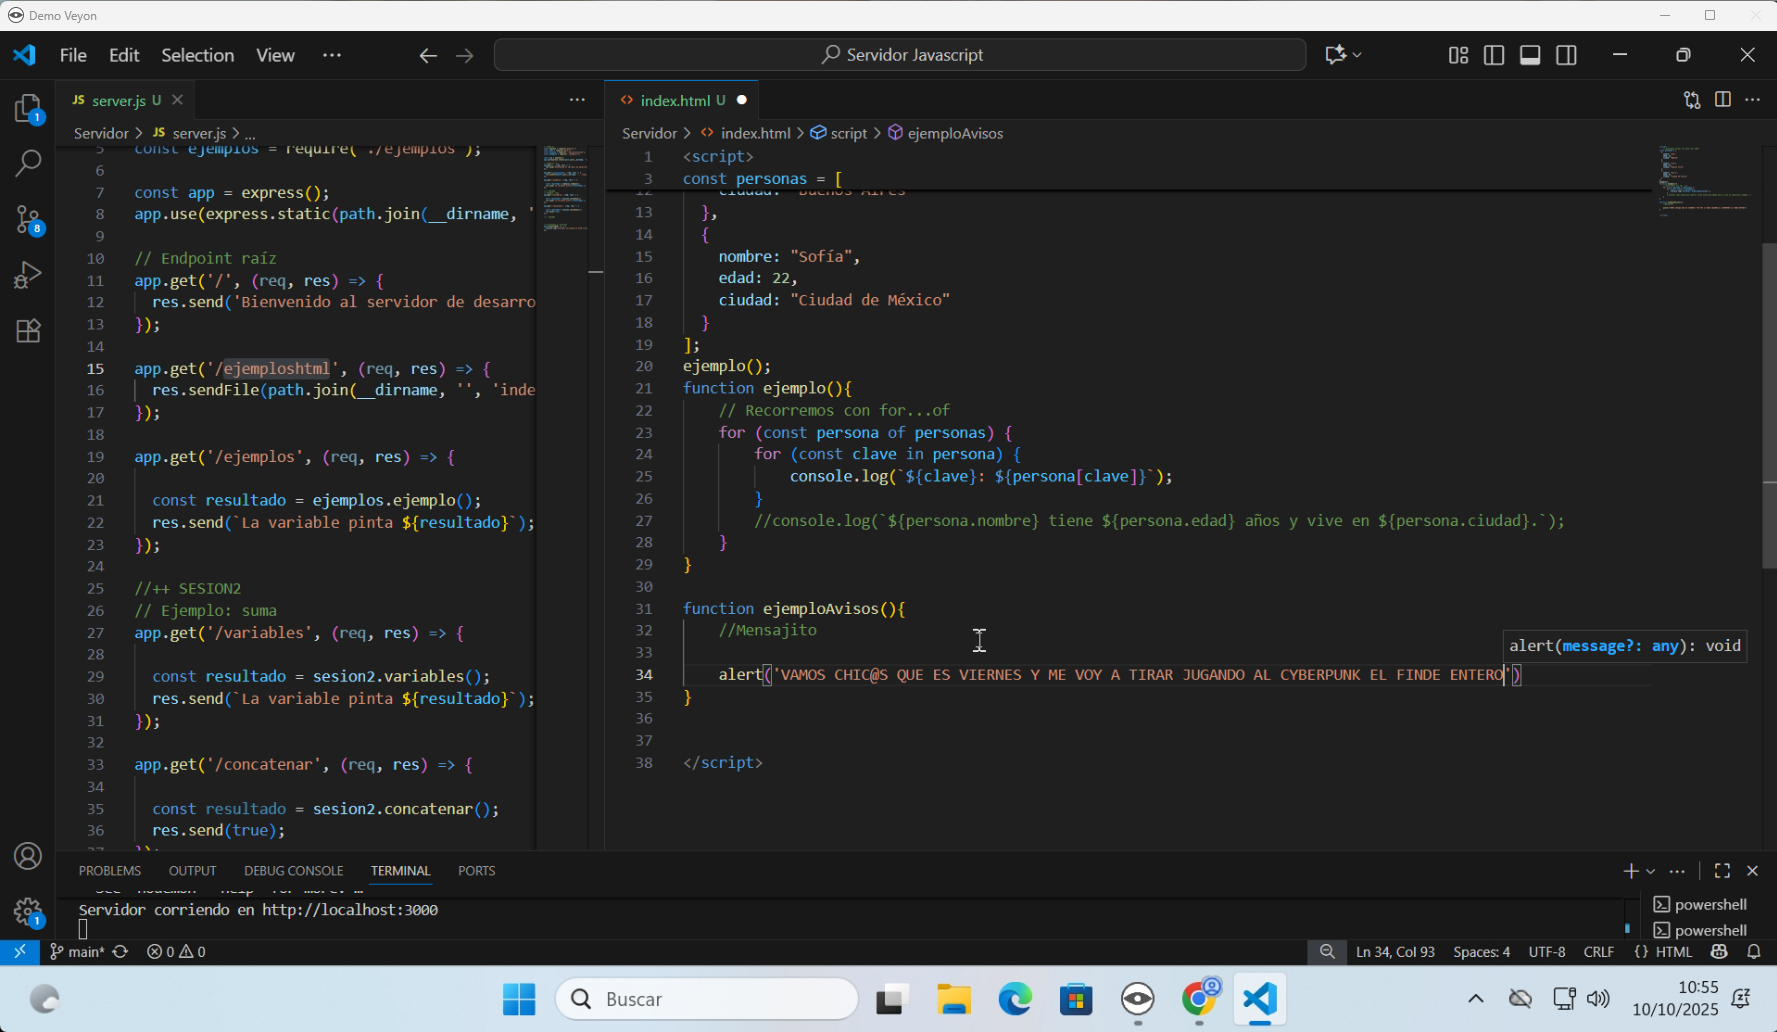 Demo Veyon
File Edit Selection View ···
Servidor Javascript
JS server.js U
Servidor > JS server.js > ...
5 const ejemplos = require('./ejemplos');
6
7 const app = express();
8 app.use(express.static(path.join(__dirname, '
9
10 // Endpoint raíz
11 app.get('/', (req, res) => {
12 res.send('Bienvenido al servidor de desarro
13 });
14
15 app.get('/ejemploshtml', (req, res) => {
16 res.sendFile(path.join(__dirname, '', 'inde
17 });
18
19 app.get('/ejemplos', (req, res) => {
20
21 const resultado = ejemplos.ejemplo();
22 res.send(`La variable pinta ${resultado}`);
23 });
24
25 //++ SESION2
26 // Ejemplo: suma
27 app.get('/variables', (req, res) => {
28
29 const resultado = sesion2.variables();
30 res.send(`La variable pinta ${resultado}`);
31 });
32
33 app.get('/concatenar', (req, res) => {
34
35 const resultado = sesion2.concatenar();
36 res.send(true);
37 });
index.html U
Servidor > index.html > script > ejemploAvisos
1 <script>
3 const personas = [
12 ciudad: "Buenos Aires"
13 },
14 {
15 nombre: "Sofía",
16 edad: 22,
17 ciudad: "Ciudad de México"
18 }
19 ];
20 ejemplo();
21 function ejemplo(){
22 // Recorremos con for...of
23 for (const persona of personas) {
24 for (const clave in persona) {
25 console.log(`${clave}: ${persona[clave]}`);
26 }
27 //console.log(`${persona.nombre} tiene ${persona.edad} años y vive en ${persona.ciudad}.`);
28 }
29 }
30
31 function ejemploAvisos(){
32 //Mensajito
33
alert(message?: any): void
34 alert('VAMOS CHIC@S QUE ES VIERNES Y ME VOY A TIRAR JUGANDO AL CYBERPUNK EL FINDE ENTERO')
35 }
36
37
38 </script>
PROBLEMS OUTPUT DEBUG CONSOLE TERMINAL PORTS
Servidor corriendo en http://localhost:3000
powershell
powershell
main* 0 0
Ln 34, Col 93 Spaces: 4 UTF-8 CRLF {} HTML
Buscar
10:55
10/10/2025